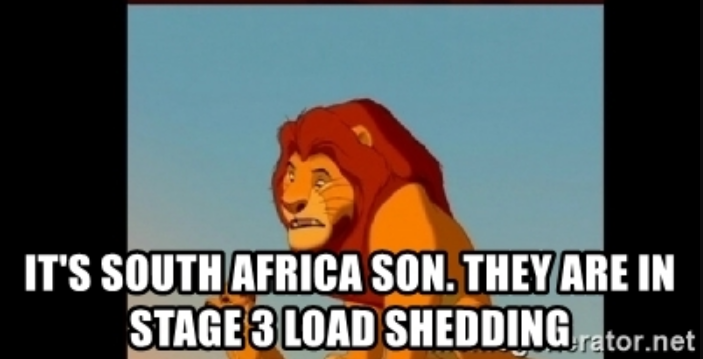 IT'S SOUTH AFRICA SON. THEY ARE IN
STAGE 3 LOAD SHEDDING